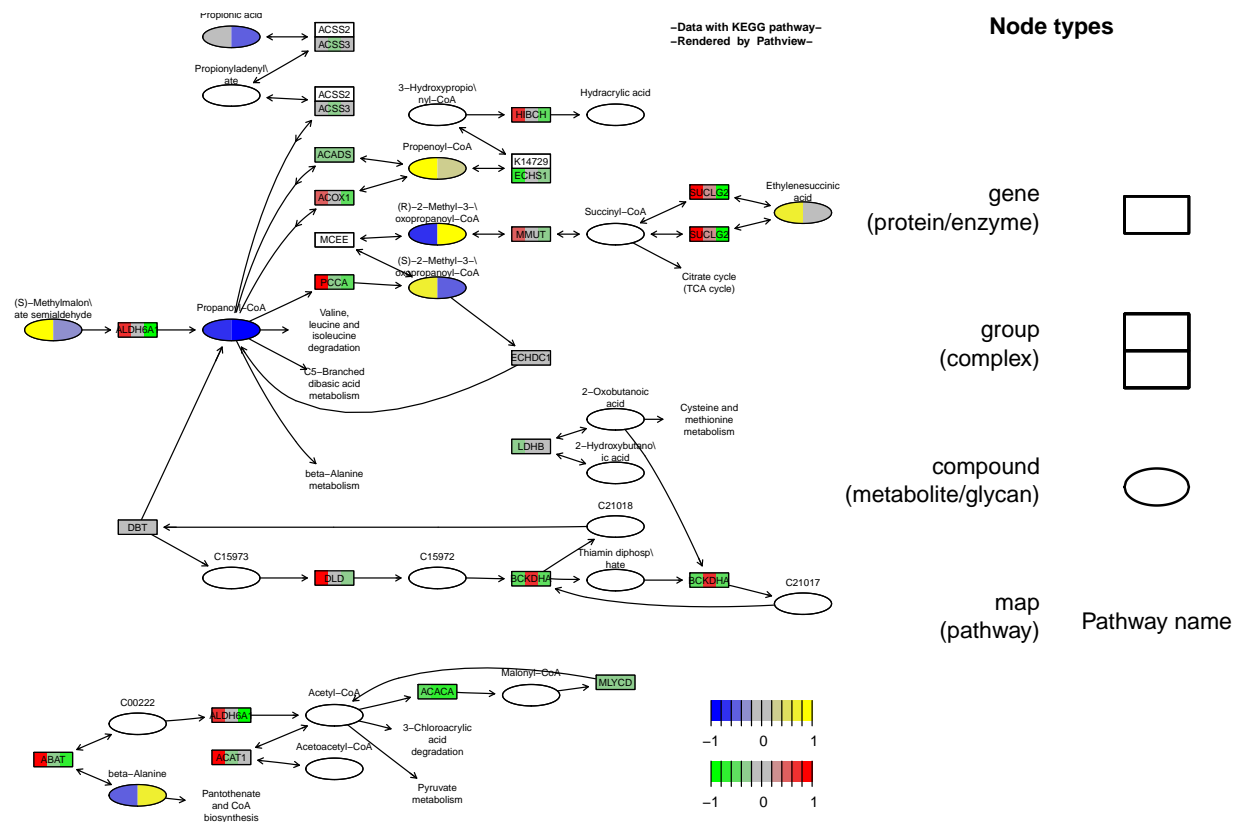 Propionic acid
ACSS2
ACSS3
–Data with KEGG pathway–
–Rendered by Pathview–
Node types
Propionyladenyl\
ate
ACSS2
ACSS3
3–Hydroxypropio\
nyl–CoA
HIBCH
Hydracrylic acid
ACADS
Propenoyl–CoA
K14729
ECHS1
ACOX1
(R)–2–Methyl–3–\
oxopropanoyl–CoA
Succinyl–CoA
SUCLG2
Ethylenesuccinic
acid
gene
(protein/enzyme)
MCEE
MMUT
SUCLG2
(S)–2–Methyl–3–\
oxopropanoyl–CoA
Citrate cycle
(TCA cycle)
PCCA
(S)–Methylmalon\
ate semialdehyde
ALDH6A1
Propanoyl–CoA
Valine,
leucine and
isoleucine
degradation
group
(complex)
ECHDC1
C5–Branched
dibasic acid
metabolism
2–Oxobutanoic
acid
Cysteine and
methionine
metabolism
LDHB
2–Hydroxybutano\
ic acid
beta–Alanine
metabolism
compound
(metabolite/glycan)
DBT
C21018
C15973
DLD
C15972
BCKDHA
Thiamin diphosp\
hate
BCKDHA
C21017
map
(pathway)
Pathway name
C00222
ALDH6A1
Acetyl–CoA
ACACA
Malonyl–CoA
MLYCD
ABAT
ACAT1
Acetoacetyl–CoA
3–Chloroacrylic
acid
degradation
beta–Alanine
Pantothenate
and CoA
biosynthesis
Pyruvate
metabolism
–1 0 1
–1 0 1